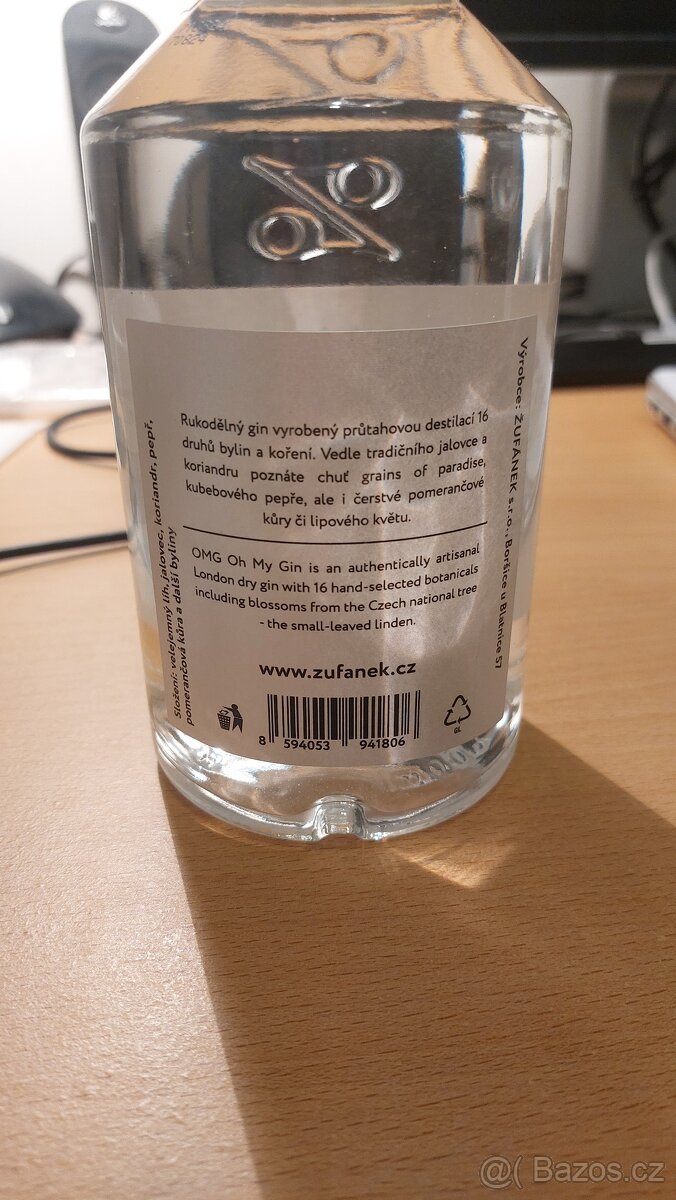 Rukodělný gin vyrobený průtahovou destilací 16
druhů bylin a koření. Vedle tradičního jalovce a
koriandru poznáte chuť grains of paradise,
kubebového pepře, ale i čerstvé pomerančové
kůry či lipového květu.
OMG Oh My Gin is an authentically artisanal
London dry gin with 16 hand-selected botanicals
including blossoms from the Czech national tree
- the small-leaved linden.
www.zufanek.cz
8 594053 941806
GL
Složení: velejemný líh, jalovec, koriandr, pepř,
pomerančová kůra a další byliny
Výrobce: ŽUFÁNEK s.r.o., Boršice u Blatnice 57
@( Bazos.cz